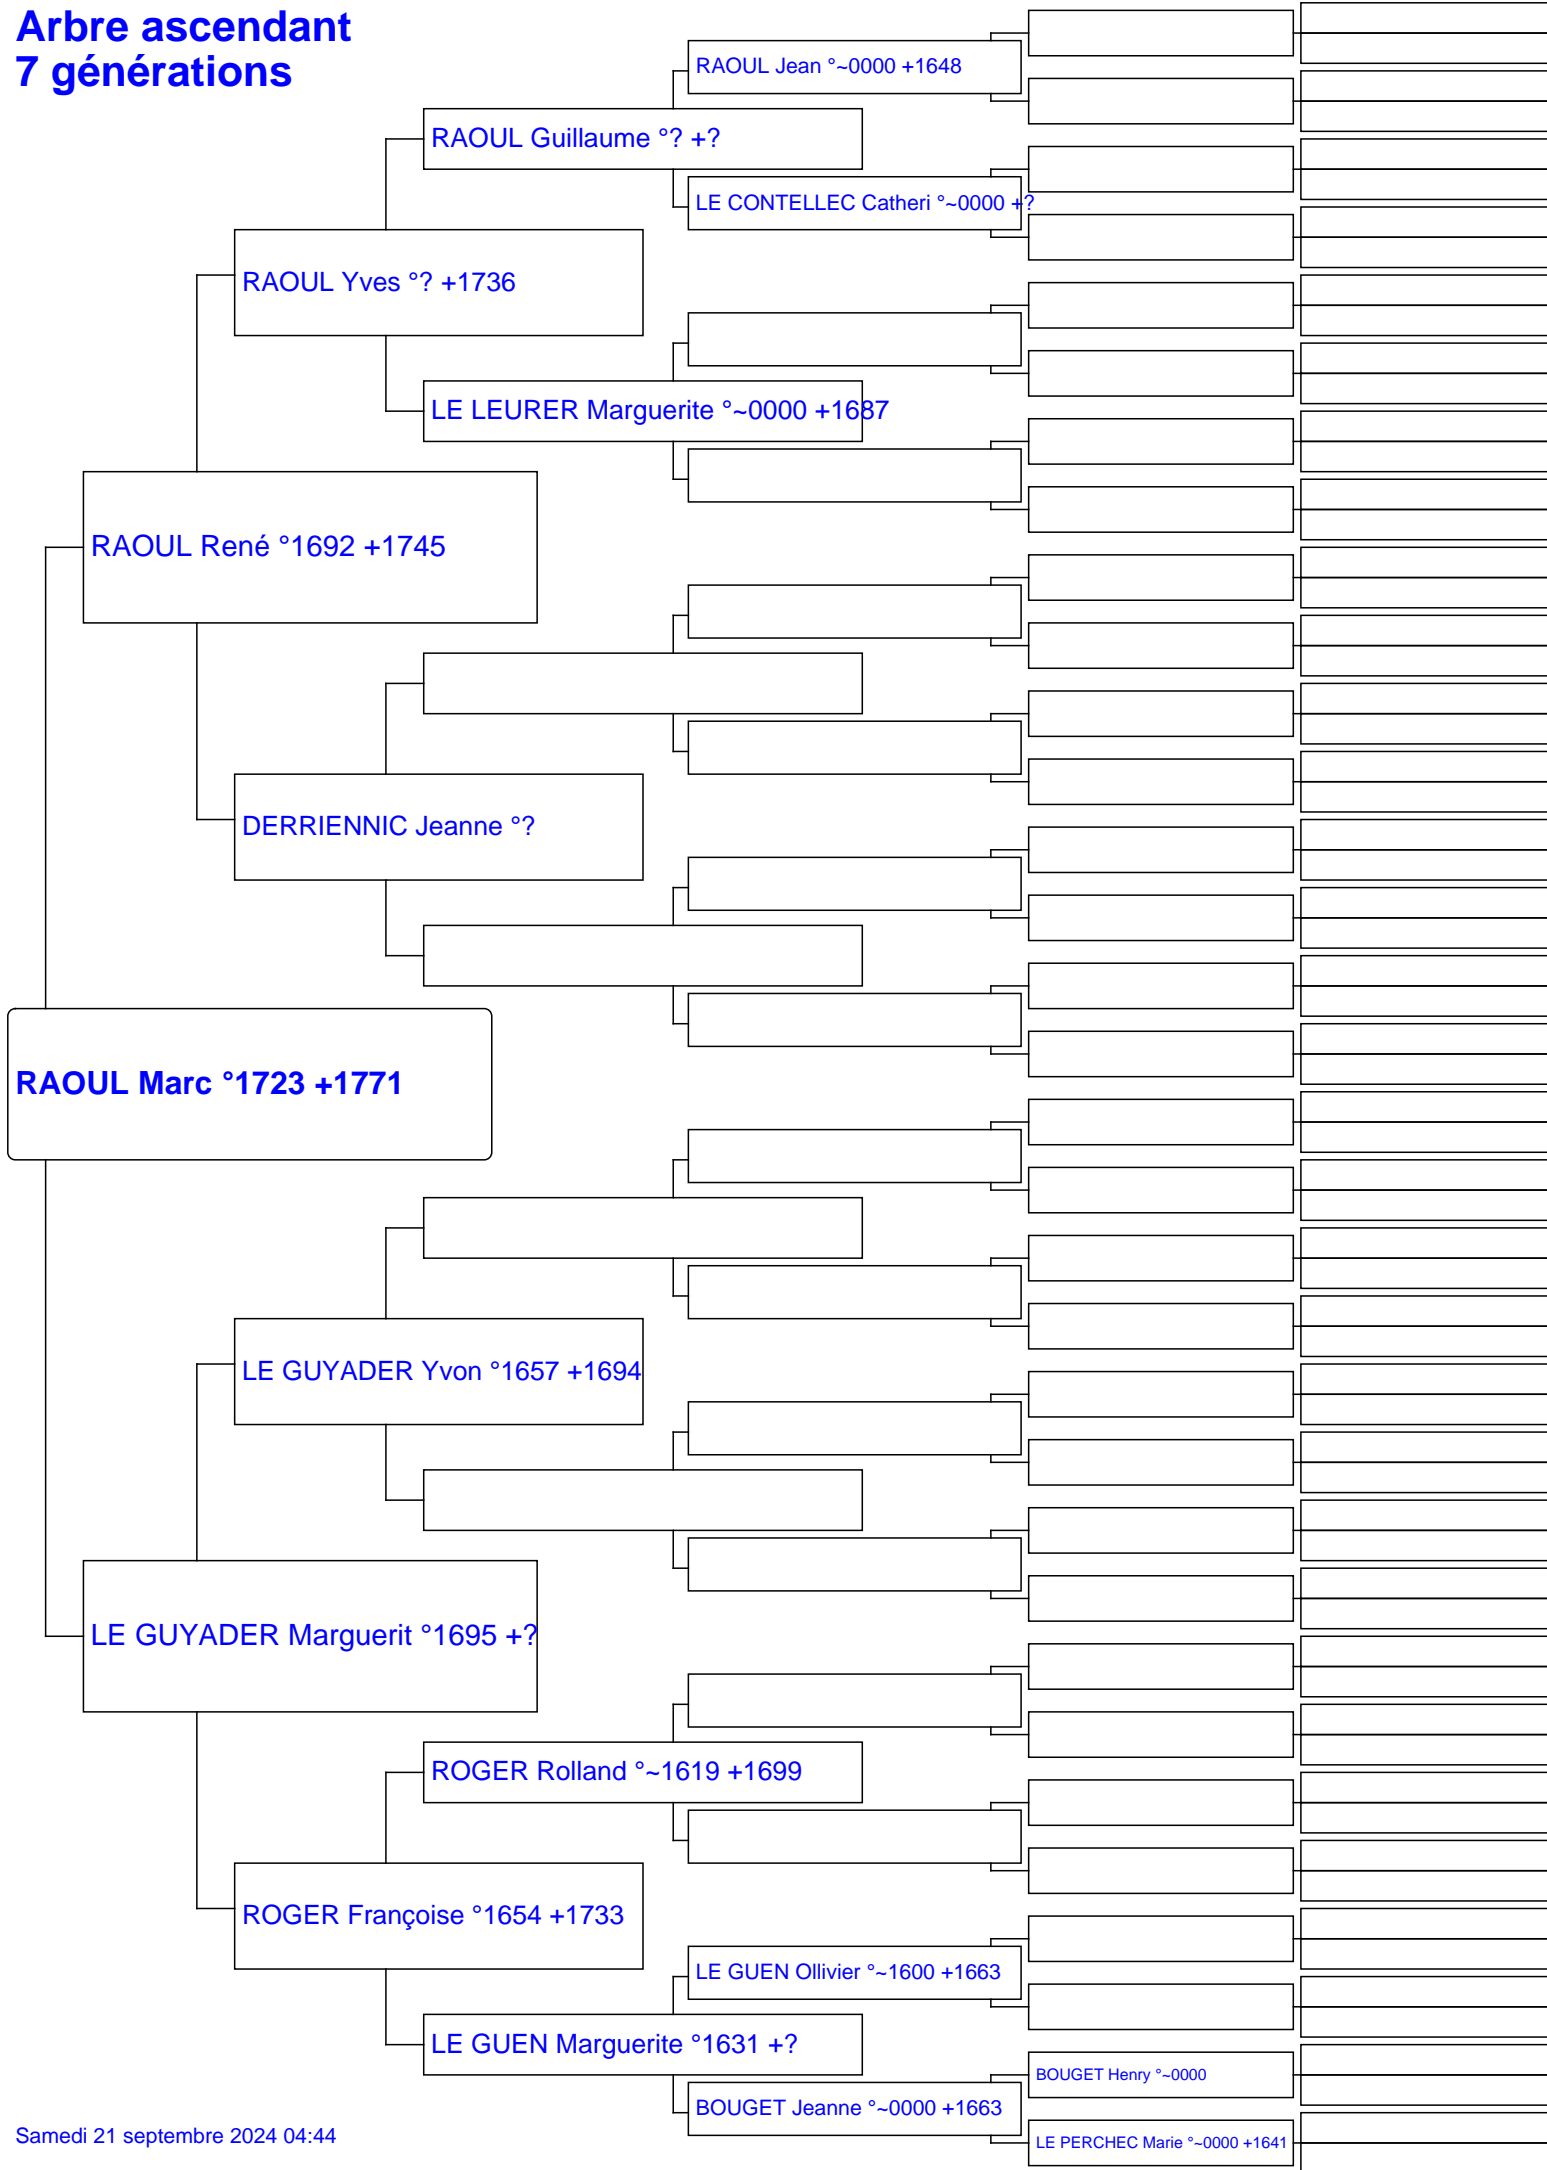 Arbre ascendant
7 générations
RAOUL Jean °~0000 +1648
RAOUL Guillaume °? +?
LE CONTELLEC Catheri °~0000 +?
RAOUL Yves °? +1736
LE LEURER Marguerite °~0000 +1687
RAOUL René °1692 +1745
DERRIENNIC Jeanne °?
RAOUL Marc °1723 +1771
LE GUYADER Yvon °1657 +1694
LE GUYADER Marguerit °1695 +?
ROGER Rolland °~1619 +1699
ROGER Françoise °1654 +1733
LE GUEN Ollivier °~1600 +1663
LE GUEN Marguerite °1631 +?
BOUGET Henry °~0000
BOUGET Jeanne °~0000 +1663
LE PERCHEC Marie °~0000 +1641
Samedi 21 septembre 2024 04:44